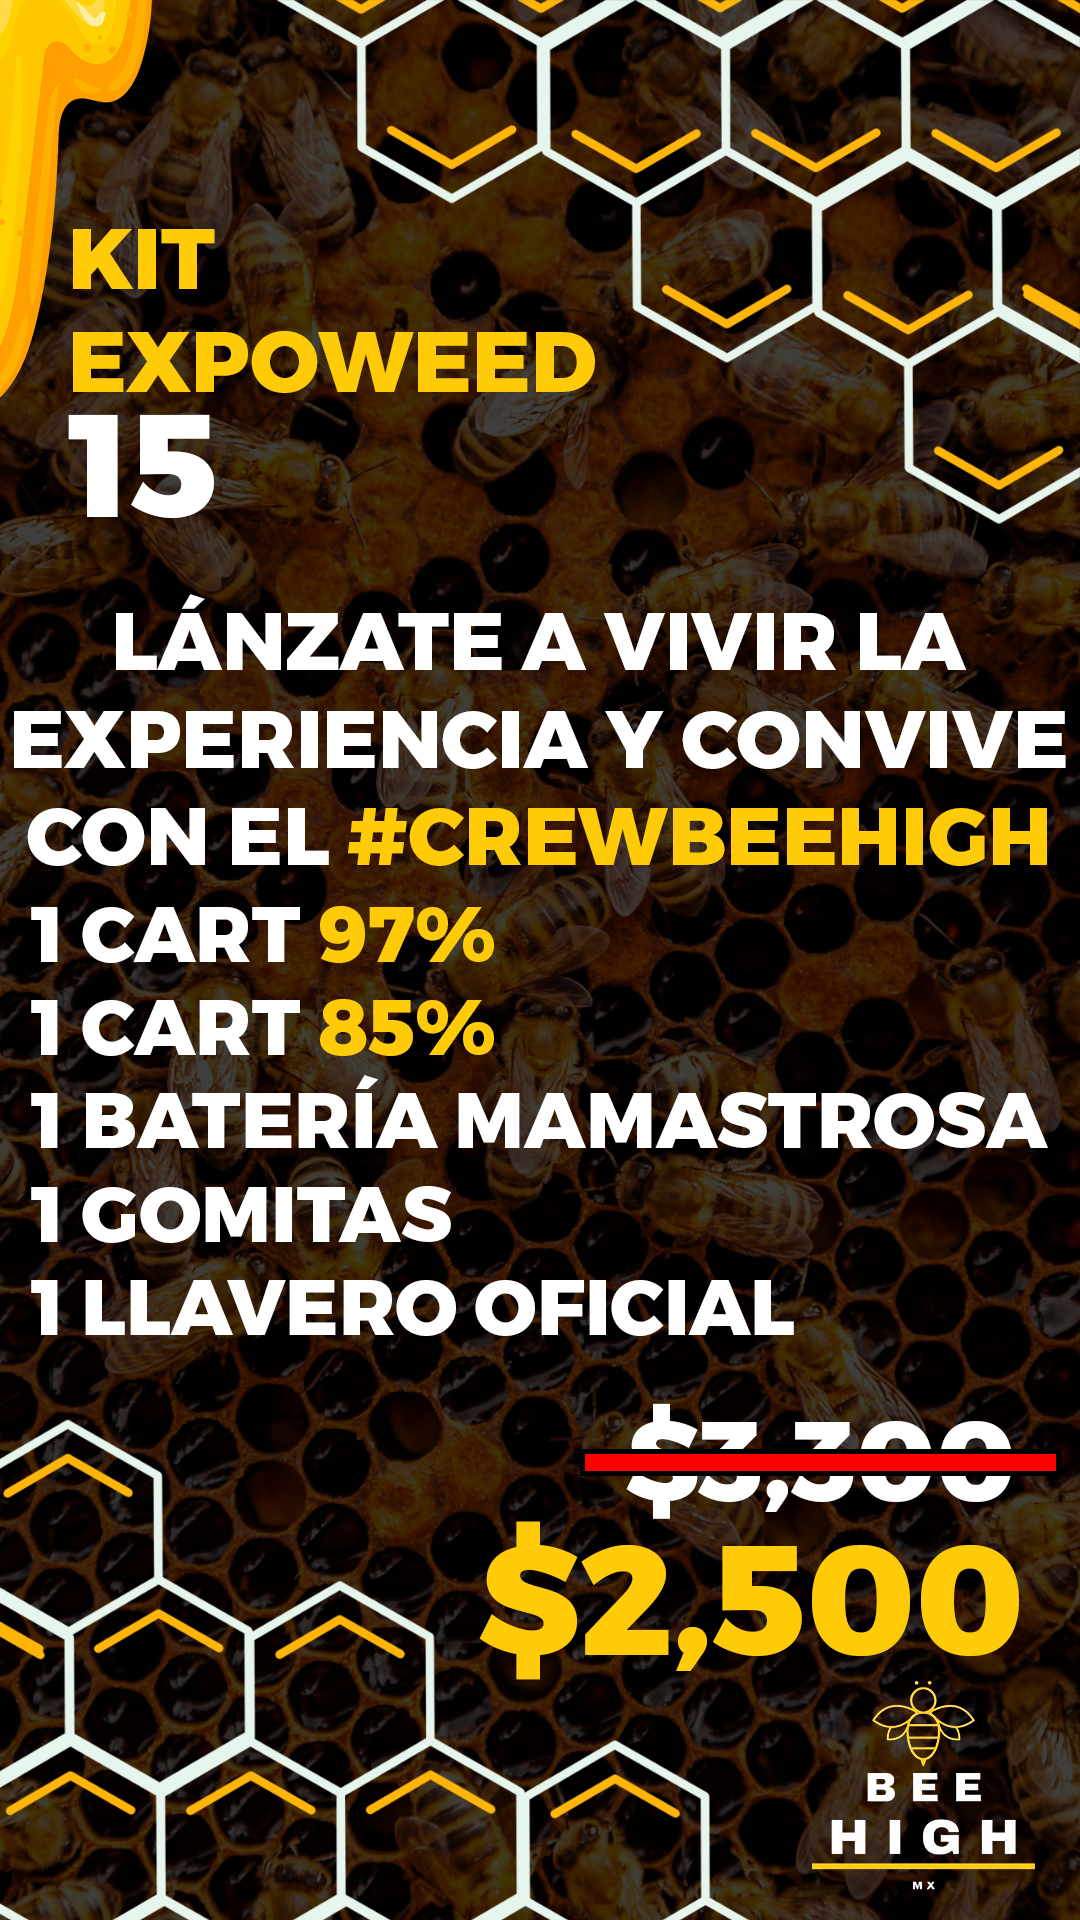 KIT
EXPOWEED
15
LÁNZATE A VIVIR LA
EXPERIENCIA Y CONVIVE
CON EL #CREWBEEHIGH
1 CART 97%
1 CART 85%
1 BATERÍA MAMASTROSA
1 GOMITAS
1 LLAVERO OFICIAL
$3,300
$2,500
BEE
HIGH
MX